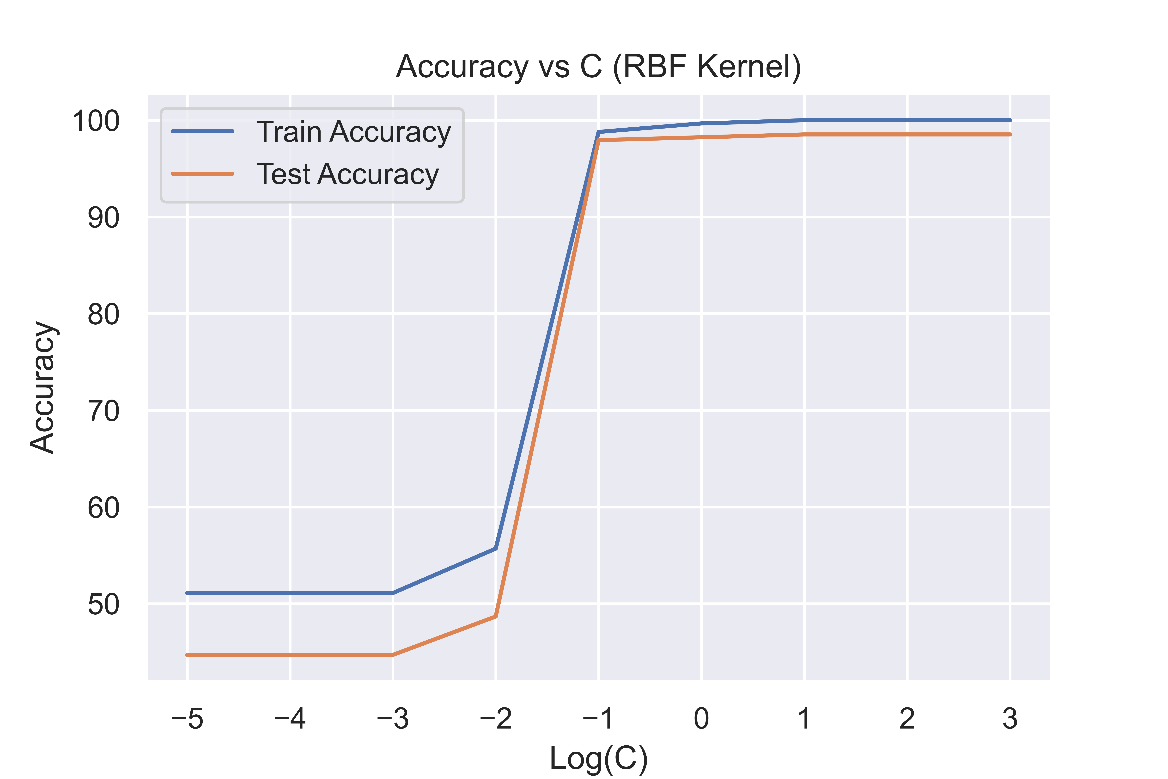 Accuracy vs C (RBF Kernel)
Train Accuracy
Test Accuracy
100
90
80
70
60
50
Accuracy
−5 −4 −3 −2 −1 0 1 2 3
Log(C)